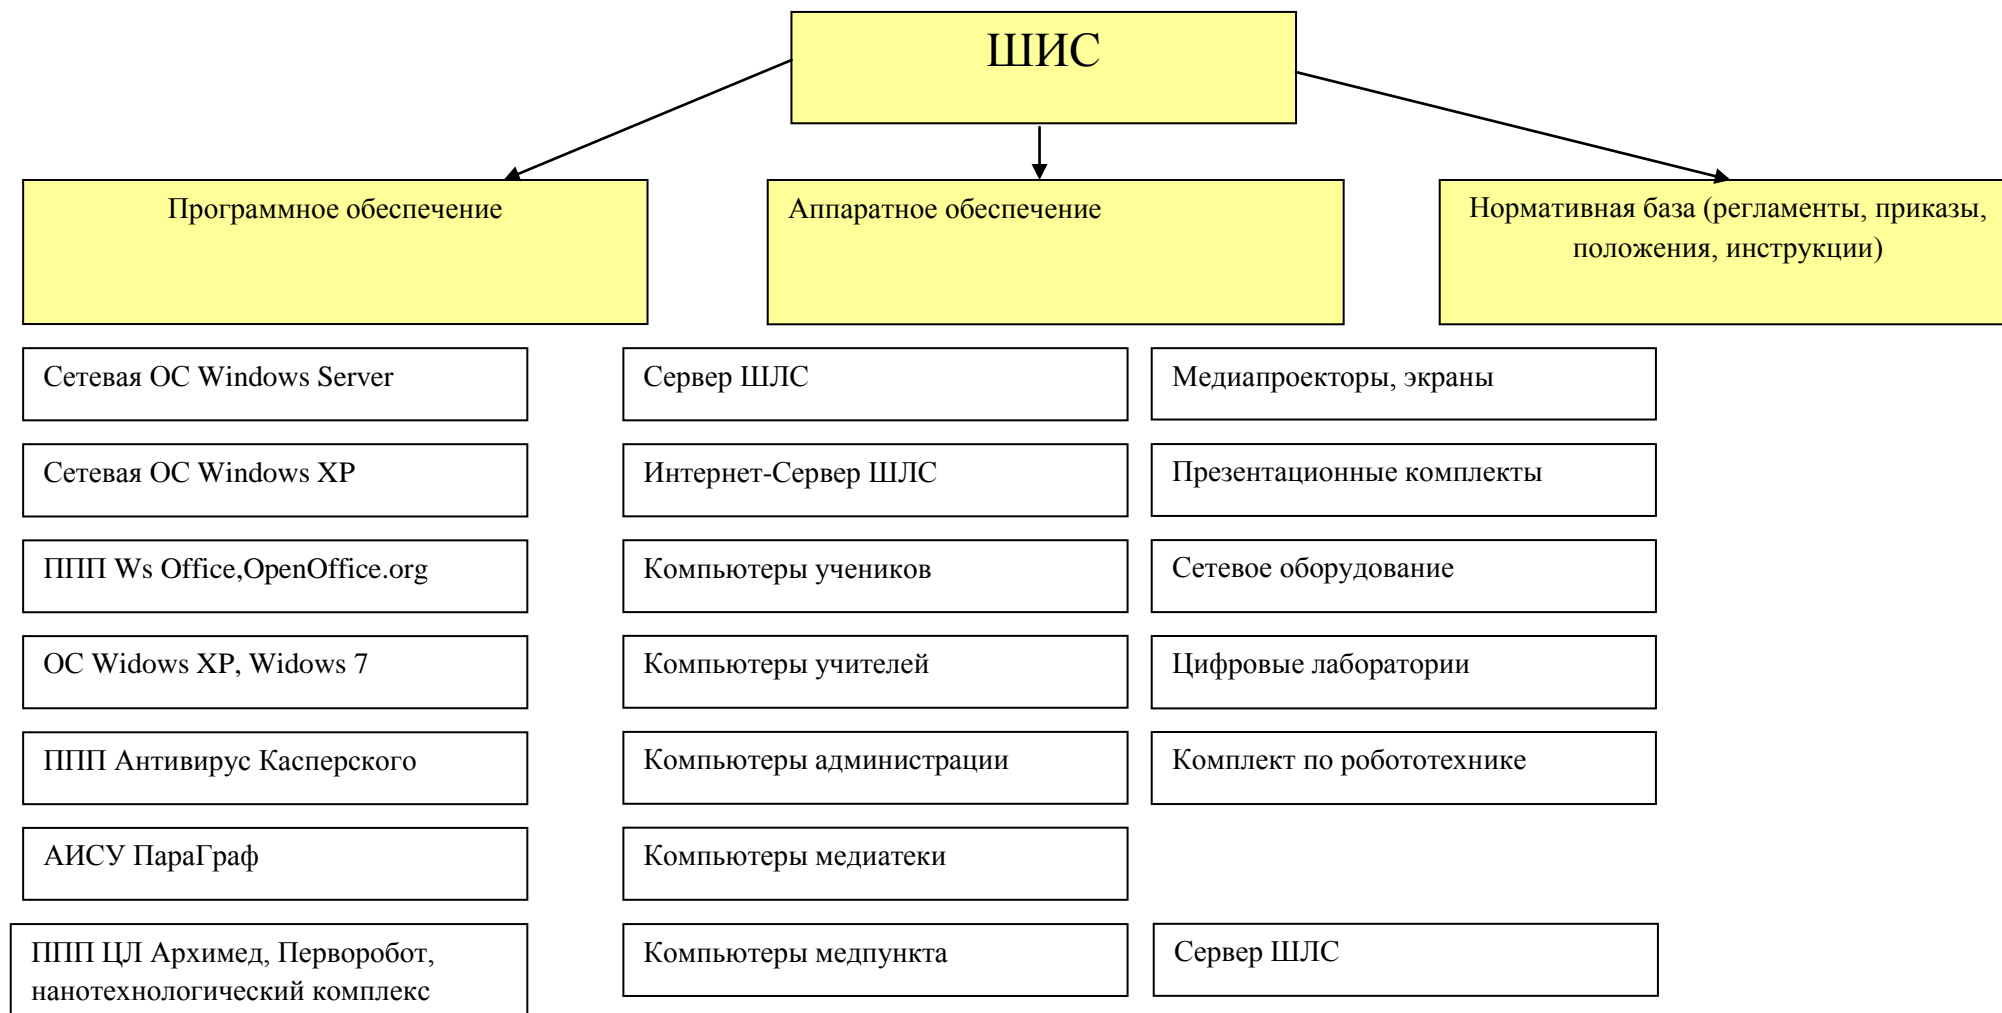 ШИС
Программное обеспечение
Аппаратное обеспечение
Нормативная база (регламенты, приказы,
положения, инструкции)
Сетевая ОС Windows Server
Сервер ШЛС
Медиапроекторы, экраны
Сетевая ОС Windows XP
Интернет-Сервер ШЛС
Презентационные комплекты
ППП Ws Office,OpenOffice.org
Компьютеры учеников
Сетевое оборудование
ОС Widows XP, Widows 7
Компьютеры учителей
Цифровые лаборатории
ППП Антивирус Касперского
Компьютеры администрации
Комплект по робототехнике
АИСУ ПараГраф
Компьютеры медиатеки
ППП ЦЛ Архимед, Перворобот,
нанотехнологический комплекс
Компьютеры медпункта
Сервер ШЛС